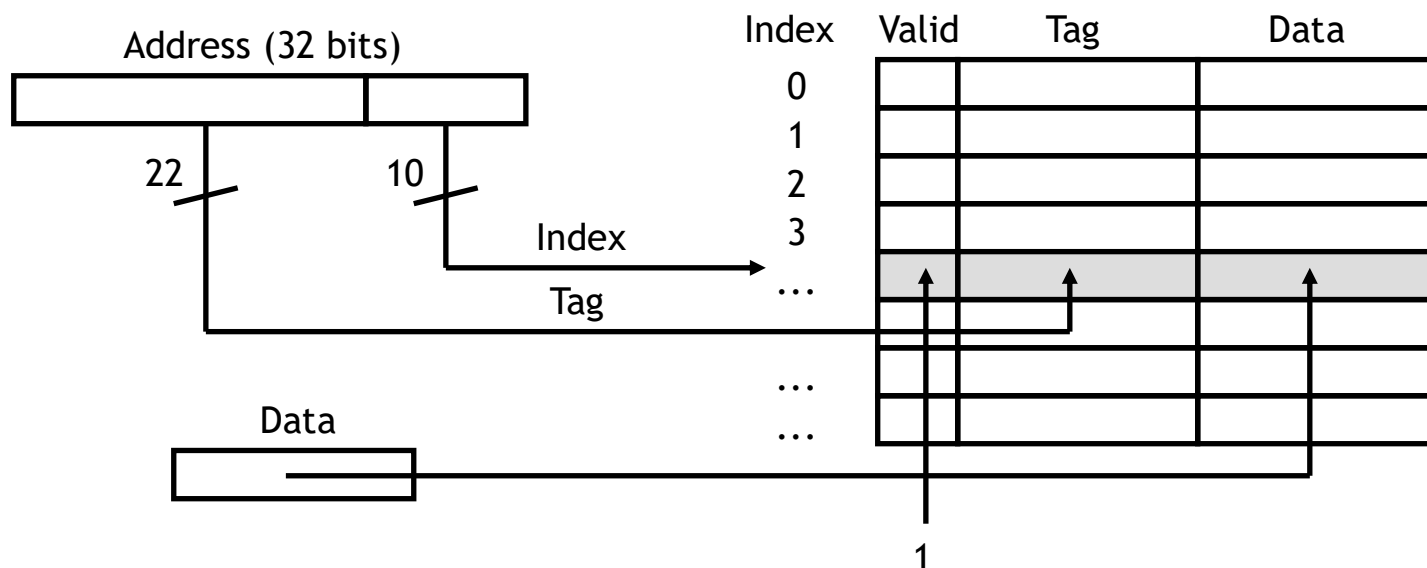 Address (32 bits)
Index Valid Tag Data
0
1
2
3
...
...
...
22
10
Index
Tag
Data
1